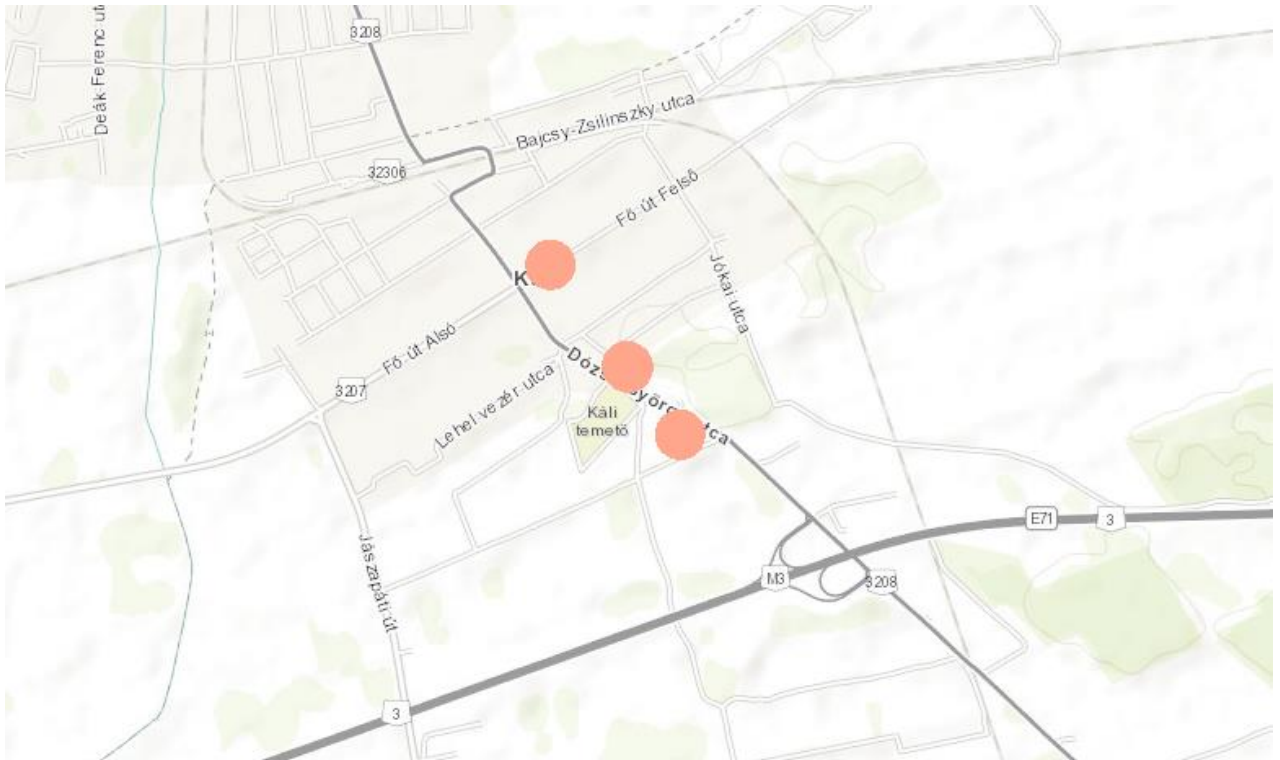 3208
Deák Ferenc
Bajcsy-Zsilinszky utca
32306
Fő út Felső
Jókai utca
Fő út Alsó
3207
Lehel vezér utca
Káli
temető
E71
3
M3
3208
Jászapáti út
3